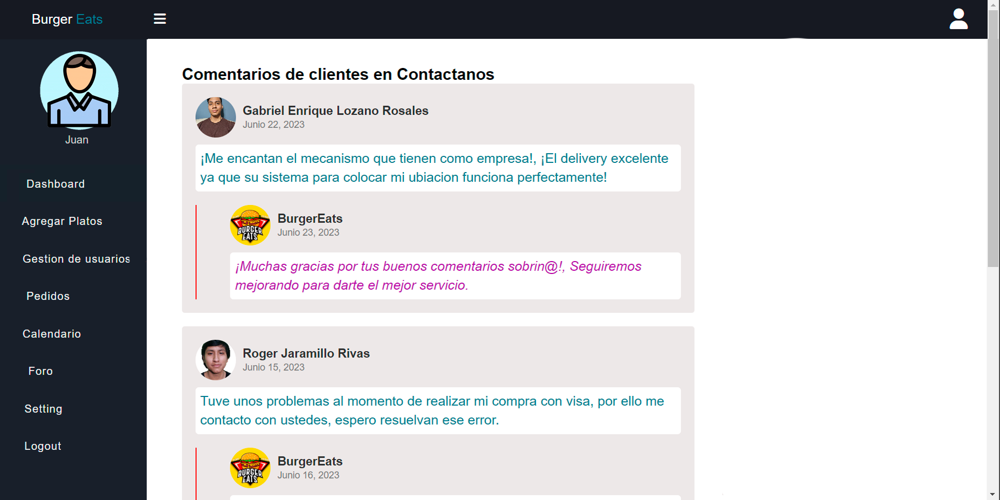 Burger Eats
Juan
Dashboard
Agregar Platos
Gestion de usuarios
Pedidos
Calendario
Foro
Setting
Logout
Comentarios de clientes en Contactanos
Gabriel Enrique Lozano Rosales
Junio 22, 2023
¡Me encantan el mecanismo que tienen como empresa!, ¡El delivery excelente
ya que su sistema para colocar mi ubiacion funciona perfectamente!
BURGER
EATS
BurgerEats
Junio 23, 2023
¡Muchas gracias por tus buenos comentarios sobrin@!, Seguiremos
mejorando para darte el mejor servicio.
Roger Jaramillo Rivas
Junio 15, 2023
Tuve unos problemas al momento de realizar mi compra con visa, por ello me
contacto con ustedes, espero resuelvan ese error.
BURGER
EATS
BurgerEats
Junio 16, 2023